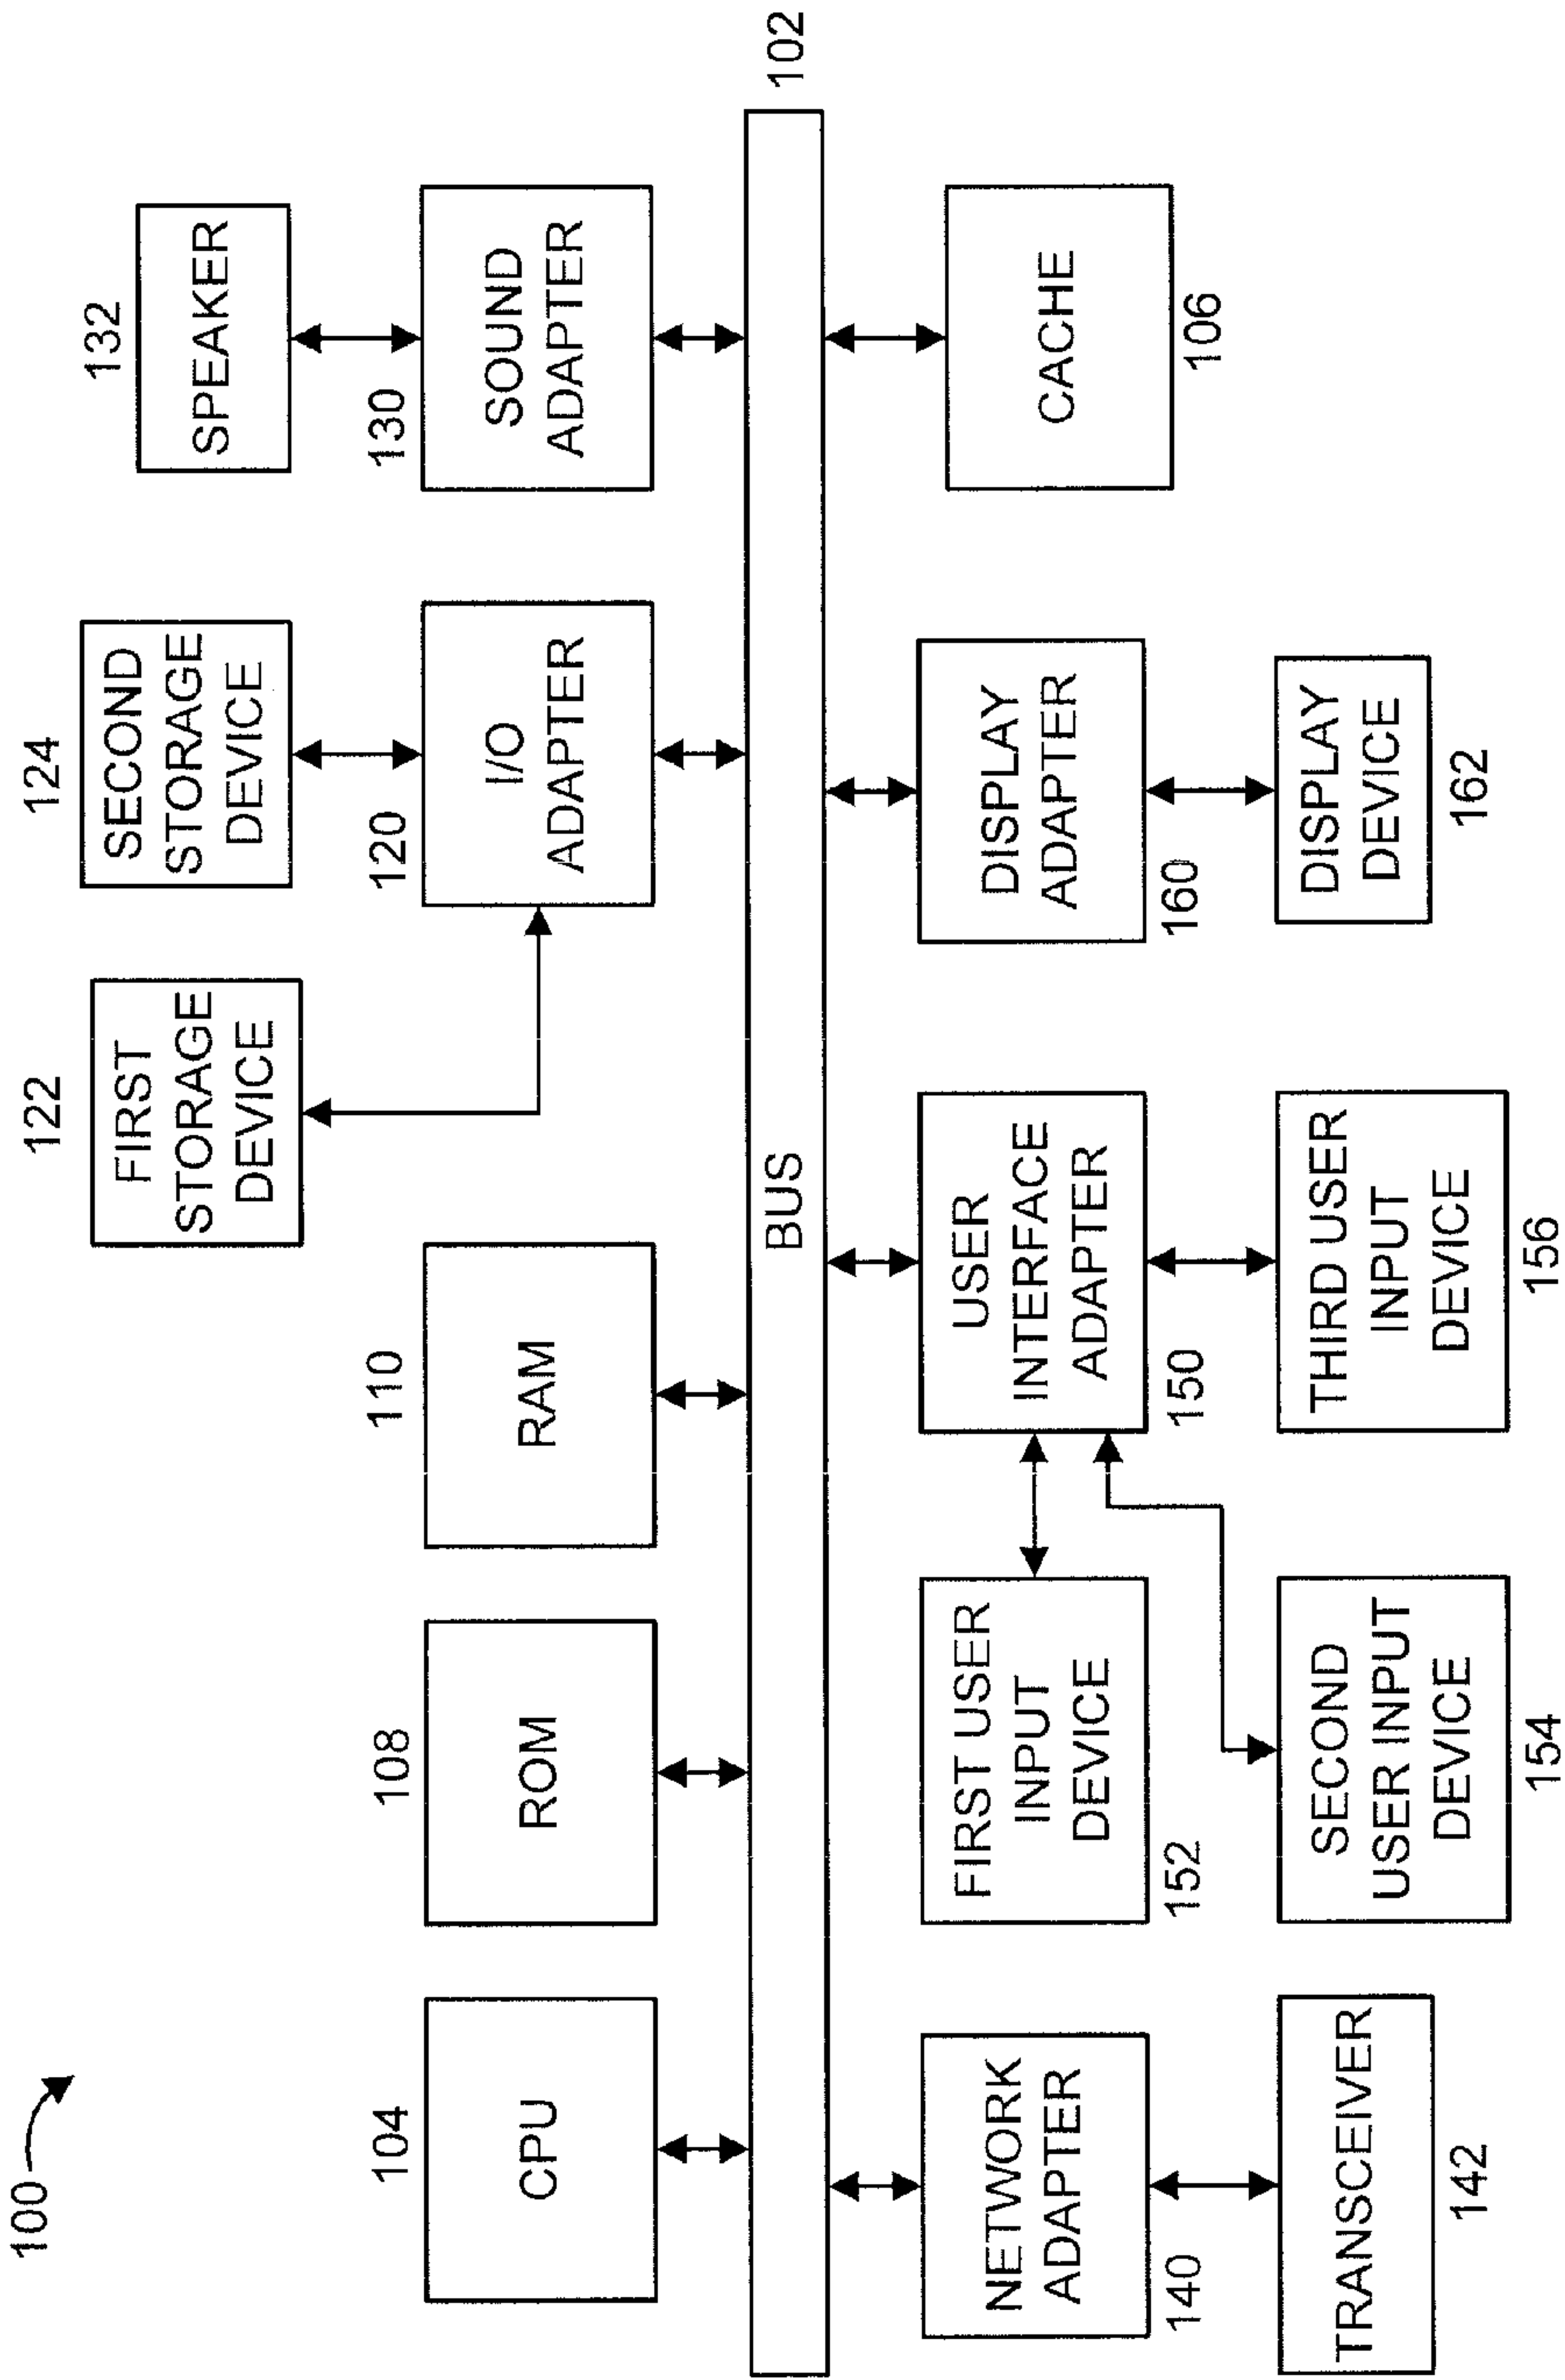 100
122
FIRST
STORAGE
DEVICE
124
SECOND
STORAGE
DEVICE
132
SPEAKER
104
CPU
108
ROM
110
RAM
120
I/O
ADAPTER
130
SOUND
ADAPTER
BUS
102
NETWORK
ADAPTER
140
FIRST USER
INPUT
DEVICE
152
USER
INTERFACE
ADAPTER
150
DISPLAY
ADAPTER
160
CACHE
106
TRANSCEIVER
142
SECOND
USER INPUT
DEVICE
154
THIRD USER
INPUT
DEVICE
156
DISPLAY
DEVICE
162